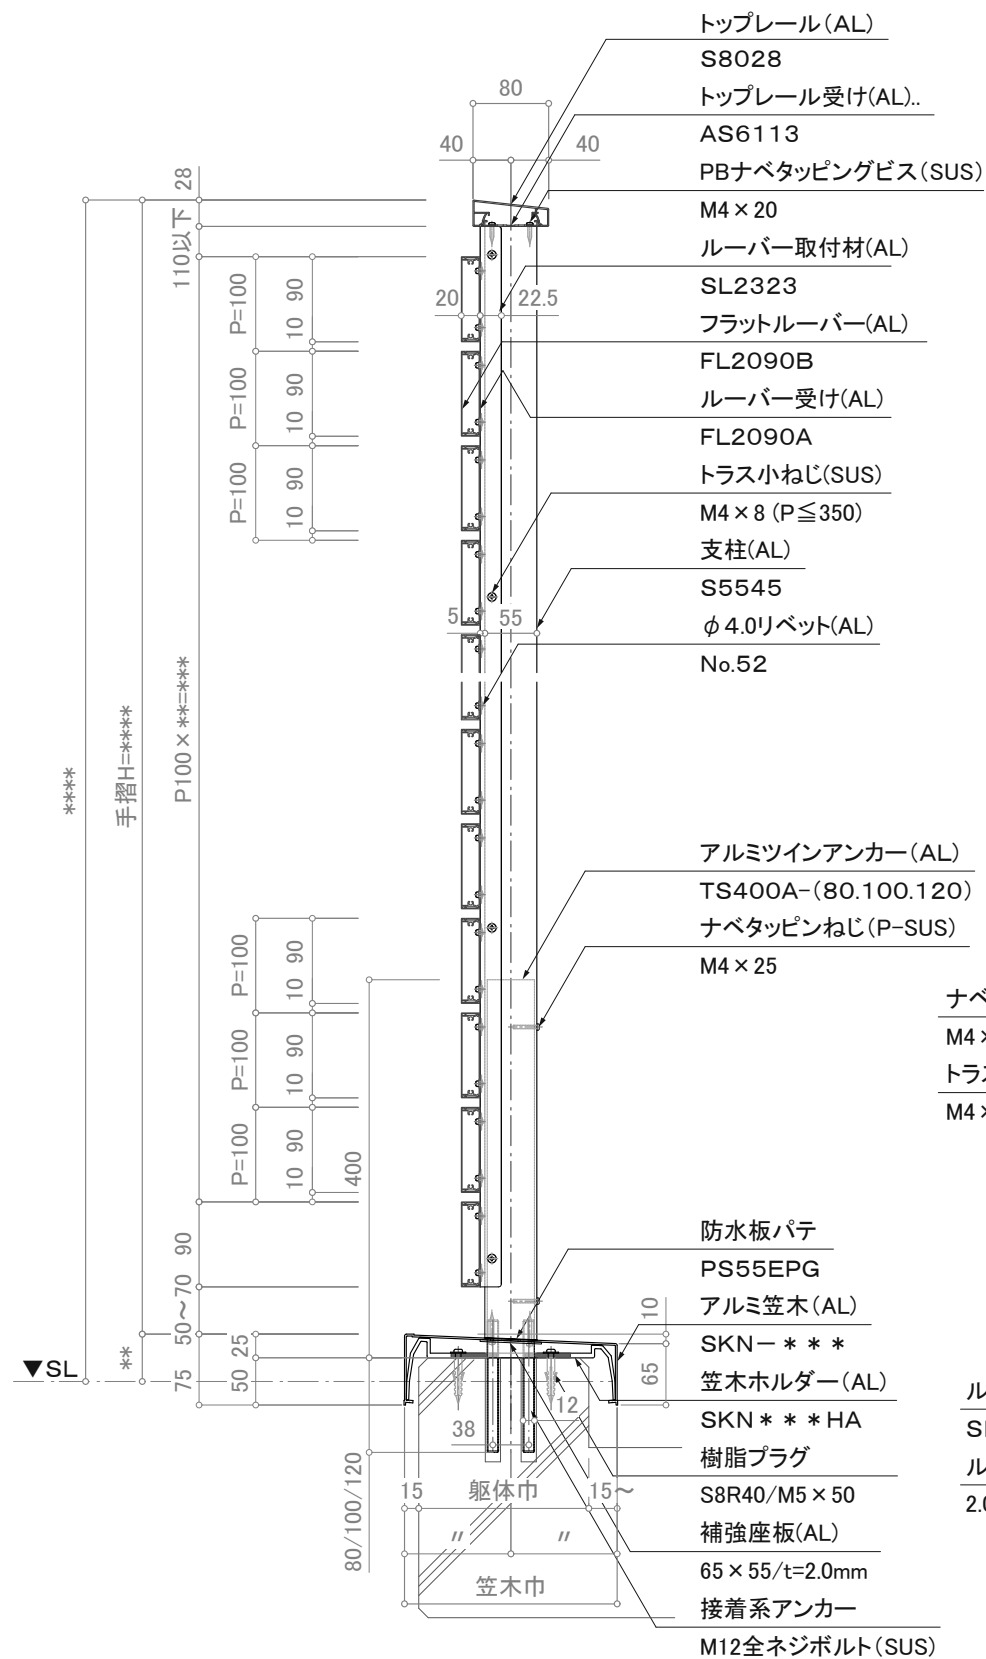 トップレール(AL)
S8028
トップレール受け(AL)..
AS6113
PBナベタッピングビス(SUS)
M4×20
ルーバー取付材(AL)
SL2323
フラットルーバー(AL)
FL2090B
ルーバー受け(AL)
FL2090A
トラス小ねじ(SUS)
M4×8 (P≦350)
支柱(AL)
S5545
φ4.0リベット(AL)
No.52
アルミツインアンカー(AL)
TS400A-(80.100.120)
ナベタッピンねじ(P-SUS)
M4×25
ナベ
M4×
トラス
M4×
防水板パテ
PS55EPG
アルミ笠木(AL)
SKN-***
笠木ホルダー(AL)
SKN***HA
樹脂プラグ
S8R40/M5×50
補強座板(AL)
65×55/t=2.0mm
接着系アンカー
M12全ネジボルト(SUS)
ル
ル
2.0
80
40 40
28
110以下
P=100
10 90
P=100
10 90
P=100
10 90
20 22.5
5 55
****
手摺H=****
P100×**=***
P=100
10 90
P=100
10 90
P=100
10 90
400
90
50~70
25
**
75
50
▼SL
10
65
12
38
80/100/120
15 躯体巾 15~
〃 〃
笠木巾